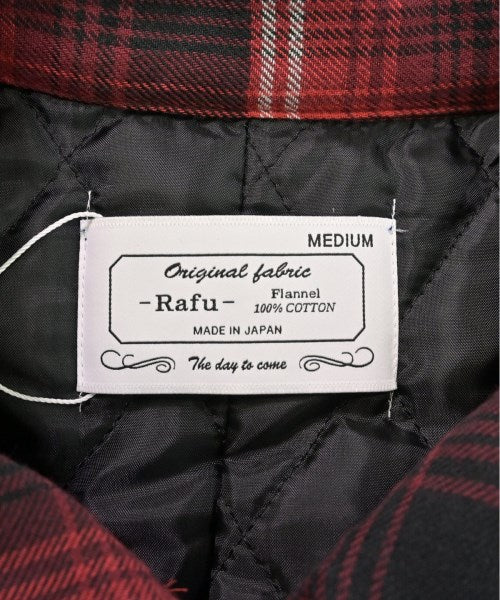 MEDIUM
Original fabric
-Rafu- Flannel
100% COTTON
MADE IN JAPAN
The day to come